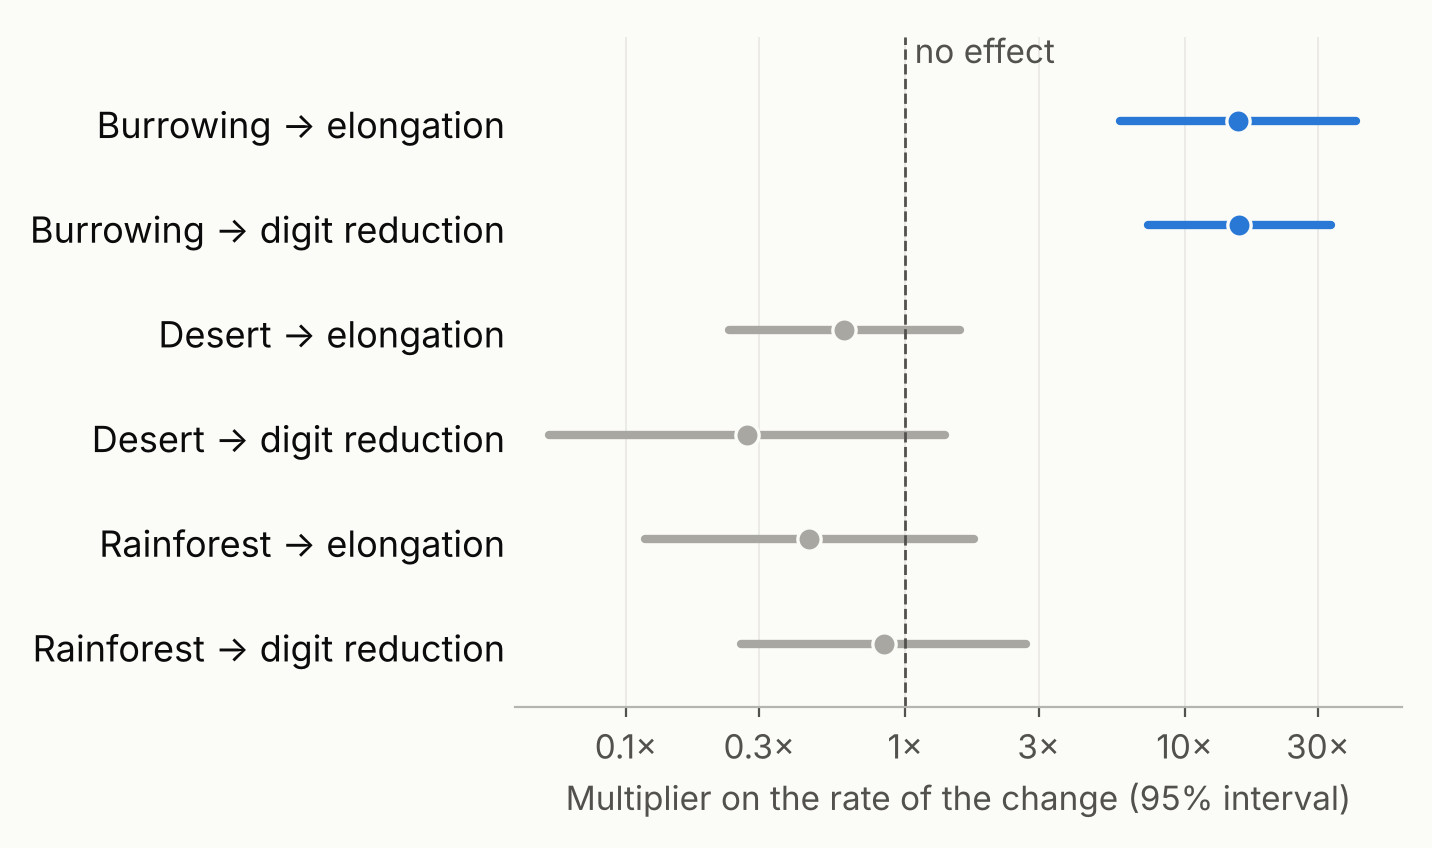 no effect
Burrowing → elongation
Burrowing → digit reduction
Desert → elongation
Desert → digit reduction
Rainforest → elongation
Rainforest → digit reduction
0.1× 0.3× 1× 3× 10× 30×
Multiplier on the rate of the change (95% interval)